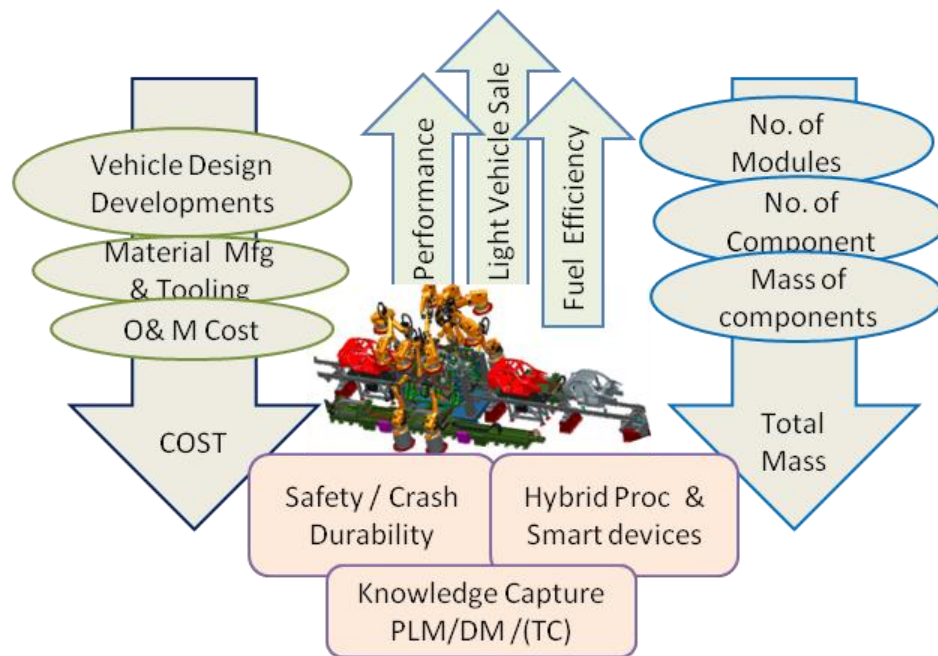 Vehicle Design
Developments
Material  Mfg
& Tooling
O& M Cost
COST
Performance
Light Vehicle Sale
Fuel  Efficiency
No. of
Modules
No. of
Component
Mass of
components
Total
Mass
Safety / Crash
Durability
Hybrid Proc  &
Smart devices
Knowledge Capture
PLM/DM /(TC)